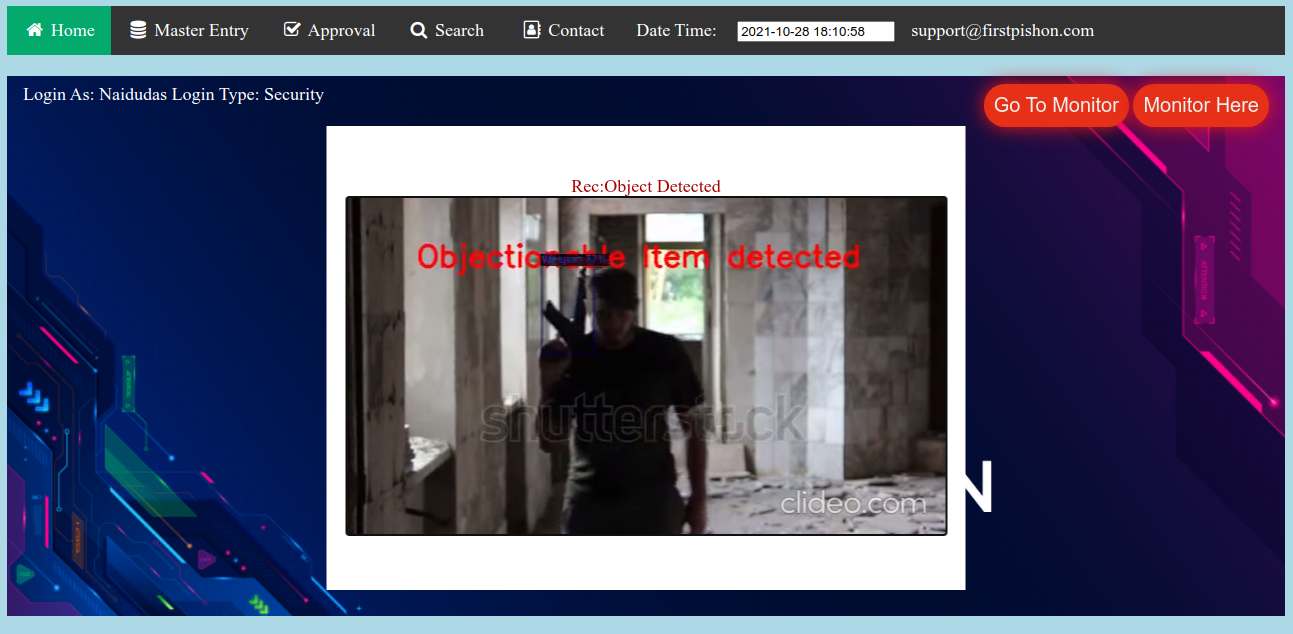 Home Master Entry Approval Search Contact Date Time: 2021-10-28 18:10:58 support@firstpishon.com
Login As: Naidudas Login Type: Security
Go To Monitor Monitor Here
Rec:Object Detected
Item detected
shutterstock
clideo.com
N